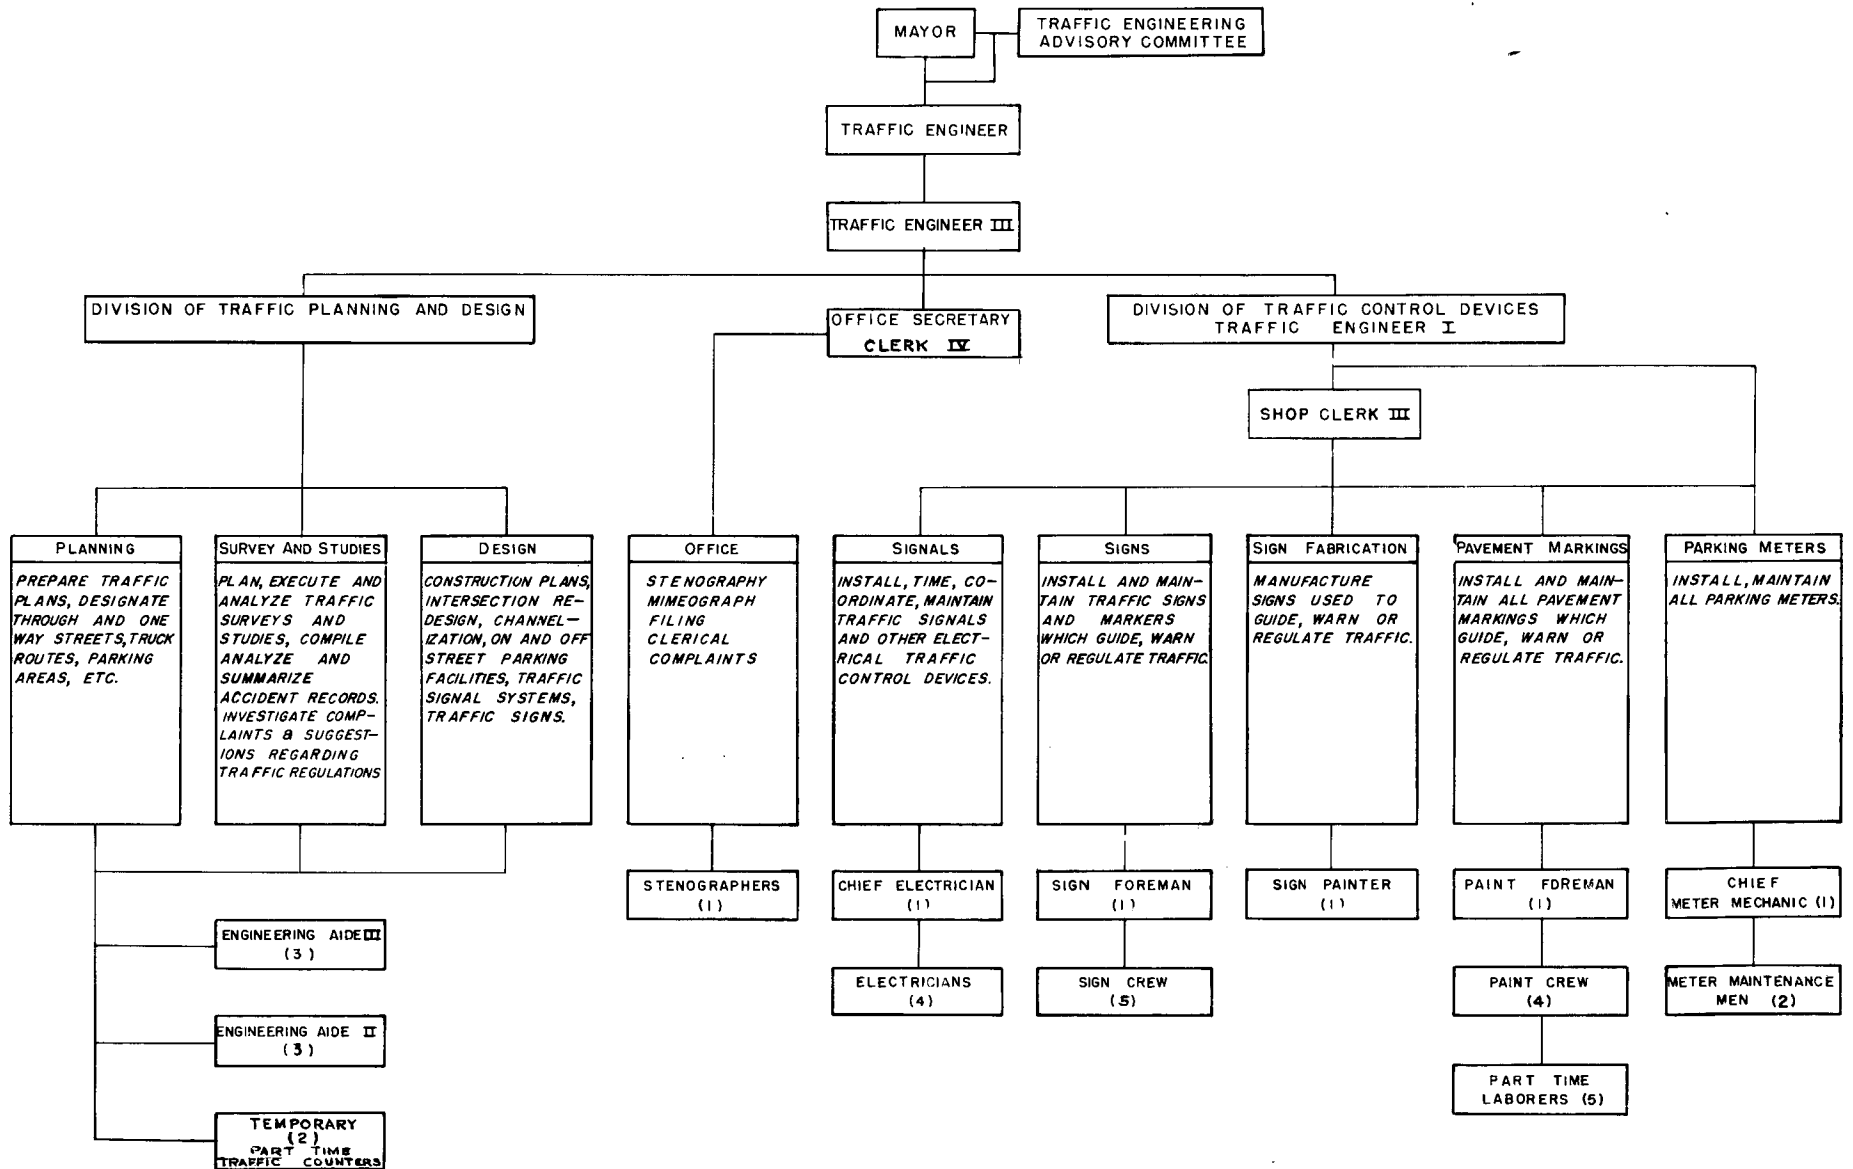 MAYOR
TRAFFIC ENGINEERING
ADVISORY COMMITTEE
TRAFFIC ENGINEER
TRAFFIC ENGINEER III
DIVISION OF TRAFFIC PLANNING AND DESIGN
OFFICE SECRETARY
CLERK IV
DIVISION OF TRAFFIC CONTROL DEVICES
TRAFFIC ENGINEER I
SHOP CLERK III
PLANNING
PREPARE TRAFFIC
PLANS, DESIGNATE
THROUGH AND ONE
WAY STREETS, TRUCK
ROUTES, PARKING
AREAS, ETC.
SURVEY AND STUDIES
PLAN, EXECUTE AND
ANALYZE TRAFFIC
SURVEYS AND
STUDIES, COMPILE
ANALYZE AND
SUMMARIZE
ACCIDENT RECORDS.
INVESTIGATE COMP-
LAINTS & SUGGEST-
IONS REGARDING
TRAFFIC REGULATIONS
DESIGN
CONSTRUCTION PLANS,
INTERSECTION RE-
DESIGN, CHANNEL-
IZATION, ON AND OFF
STREET PARKING
FACILITIES, TRAFFIC
SIGNAL SYSTEMS,
TRAFFIC SIGNS.
OFFICE
STENOGRAPHY
MIMEOGRAPH
FILING
CLERICAL
COMPLAINTS
SIGNALS
INSTALL, TIME, CO-
ORDINATE, MAINTAIN
TRAFFIC SIGNALS
AND OTHER ELECT-
RICAL TRAFFIC
CONTROL DEVICES.
SIGNS
INSTALL AND MAIN-
TAIN TRAFFIC SIGNS
AND MARKERS
WHICH GUIDE, WARN
OR REGULATE TRAFFIC.
SIGN FABRICATION
MANUFACTURE
SIGNS USED TO
GUIDE, WARN OR
REGULATE TRAFFIC.
PAVEMENT MARKINGS
INSTALL AND MAIN-
TAIN ALL PAVEMENT
MARKINGS WHICH
GUIDE, WARN OR
REGULATE TRAFFIC.
PARKING METERS
INSTALL, MAINTAIN
ALL PARKING METERS.
STENOGRAPHERS
(1)
CHIEF ELECTRICIAN
(1)
SIGN FOREMAN
(1)
SIGN PAINTER
(1)
PAINT FOREMAN
(1)
CHIEF
METER MECHANIC (1)
ENGINEERING AIDE III
(3)
ELECTRICIANS
(4)
SIGN CREW
(5)
PAINT CREW
(4)
METER MAINTENANCE
MEN (2)
ENGINEERING AIDE II
(3)
PART TIME
LABORERS (5)
TEMPORARY
(2)
PART TIME
TRAFFIC COUNTERS